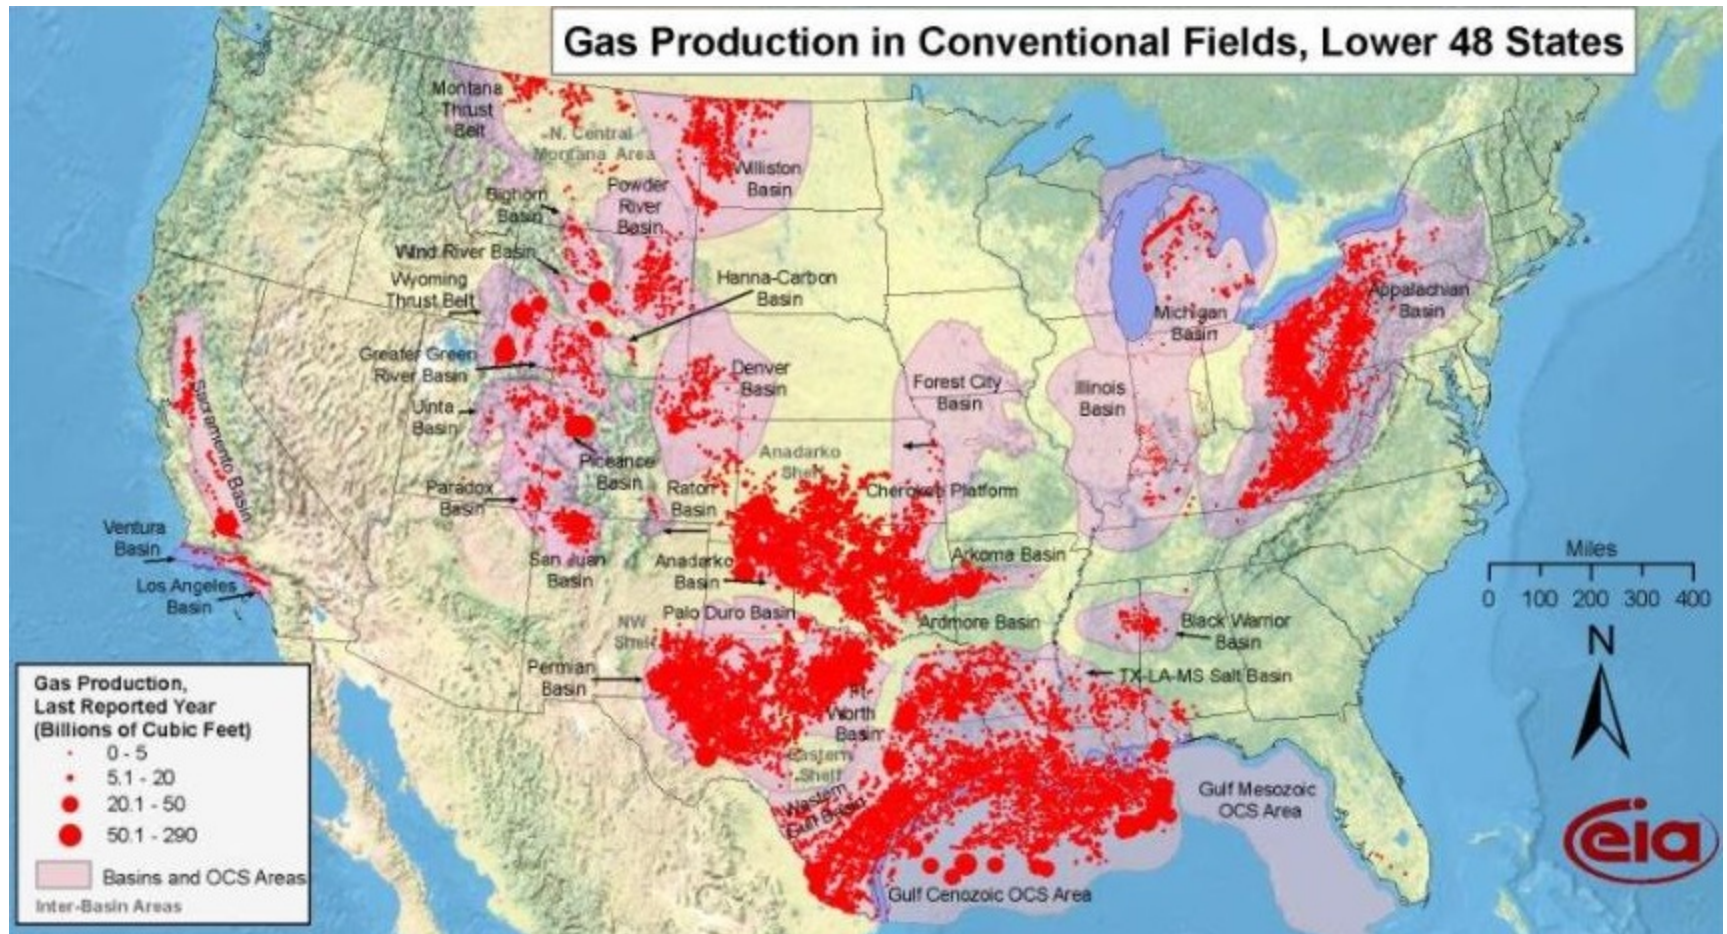 Gas Production in Conventional Fields, Lower 48 States
Montana
Thrust
Belt
N. Central
Montana Area
Williston
Basin
Powder
River
Basin
Bighorn
Basin
Wind River Basin
Wyoming
Thrust Belt
Hanna-Carbon
Basin
Greater Green
River Basin
Denver
Basin
Forest City
Basin
Illinois
Basin
Michigan
Basin
Appalachian
Basin
Uinta
Basin
Sacramento Basin
Piceance
Basin
Anadarko
Shelf
Cherokee Platform
Paradox
Basin
Raton
Basin
Ventura
Basin
San Juan
Basin
Anadarko
Basin
Arkoma Basin
Los Angeles
Basin
Palo Duro Basin
Ardmore Basin
Black Warrior
Basin
NW
Shelf
Permian
Basin
TX-LA-MS Salt Basin
Ft.
Worth
Basin
Eastern
Shelf
Western
Gulf Basin
Gulf Mesozoic
OCS Area
Gulf Cenozoic OCS Area
Miles
0 100 200 300 400
N
eia
Gas Production,
Last Reported Year
(Billions of Cubic Feet)
0 - 5
5.1 - 20
20.1 - 50
50.1 - 290
Basins and OCS Areas
Inter-Basin Areas